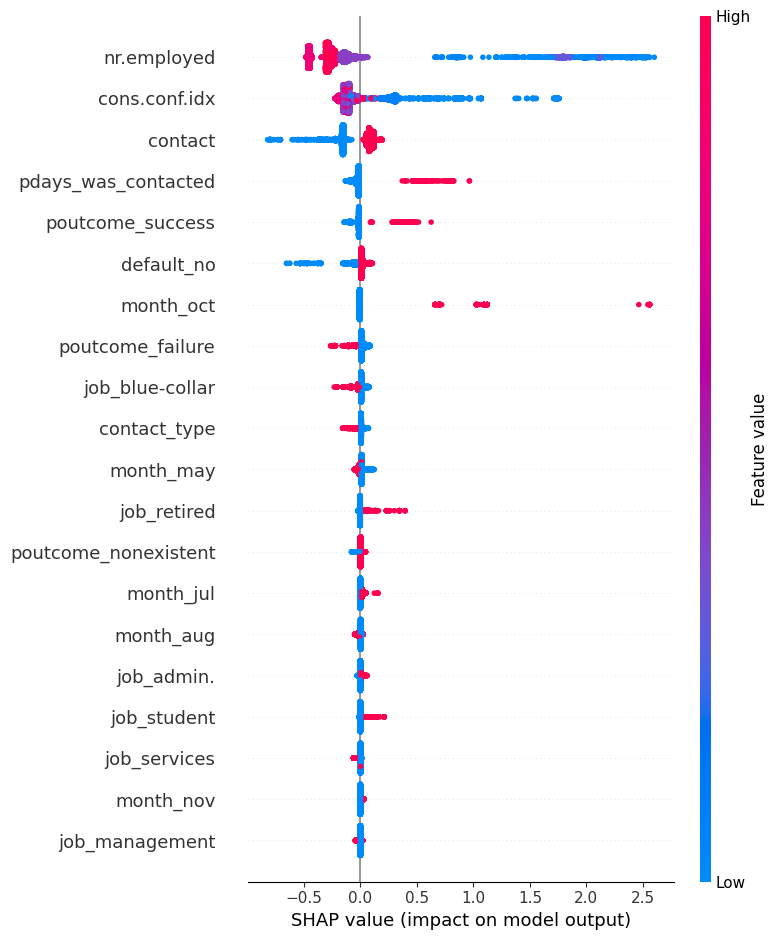 High
nr.employed
cons.conf.idx
contact
pdays_was_contacted
poutcome_success
default_no
month_oct
poutcome_failure
job_blue-collar
contact_type
month_may
job_retired
poutcome_nonexistent
month_jul
month_aug
job_admin.
job_student
job_services
month_nov
job_management
Feature value
Low
−0.5 0.0 0.5 1.0 1.5 2.0 2.5
SHAP value (impact on model output)